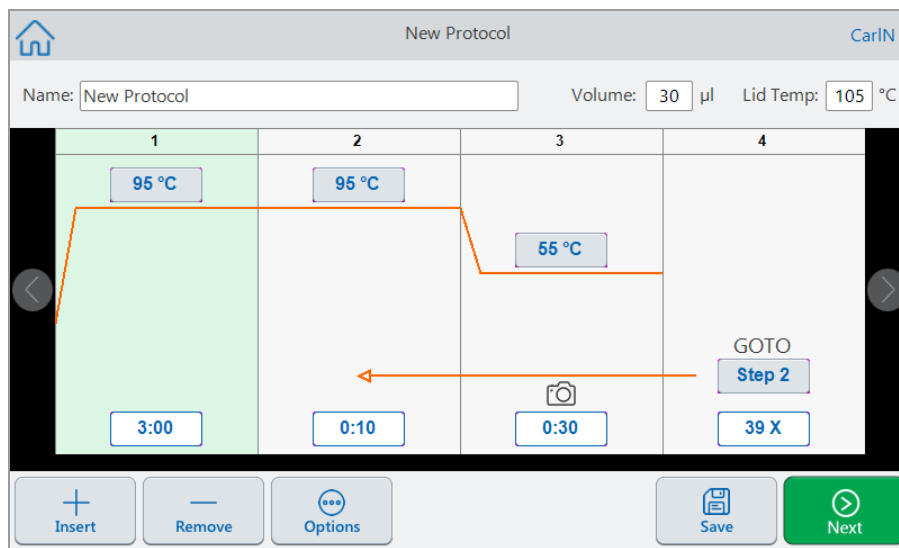 New Protocol
CarlN
Name: New Protocol
Volume: 30 µl
Lid Temp: 105 °C
1 2 3 4
95 °C 95 °C
55 °C
GOTO
Step 2
3:00 0:10 0:30 39 X
Insert Remove Options Save Next